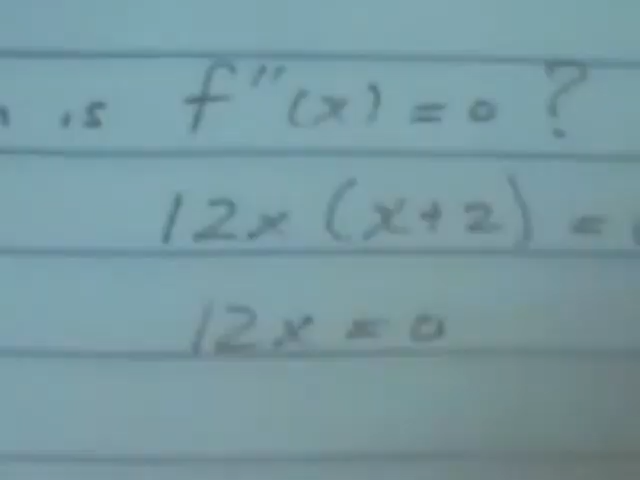 is f''(x) = 0 ?
12x (x+2) =
12x = 0